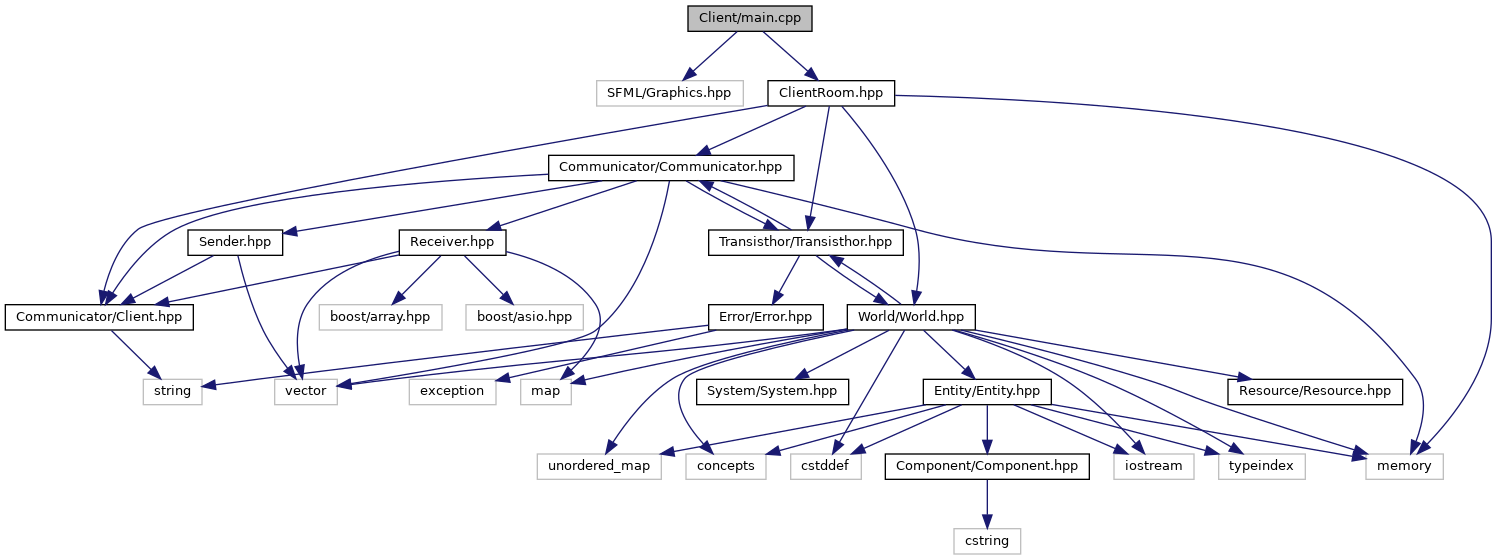 Client/main.cpp
SFML/Graphics.hpp
ClientRoom.hpp
Communicator/Communicator.hpp
Sender.hpp
Receiver.hpp
Transisthor/Transisthor.hpp
Communicator/Client.hpp
boost/array.hpp
boost/asio.hpp
Error/Error.hpp
World/World.hpp
string
vector
exception
map
System/System.hpp
Entity/Entity.hpp
Resource/Resource.hpp
unordered_map
concepts
cstddef
Component/Component.hpp
iostream
typeindex
memory
cstring